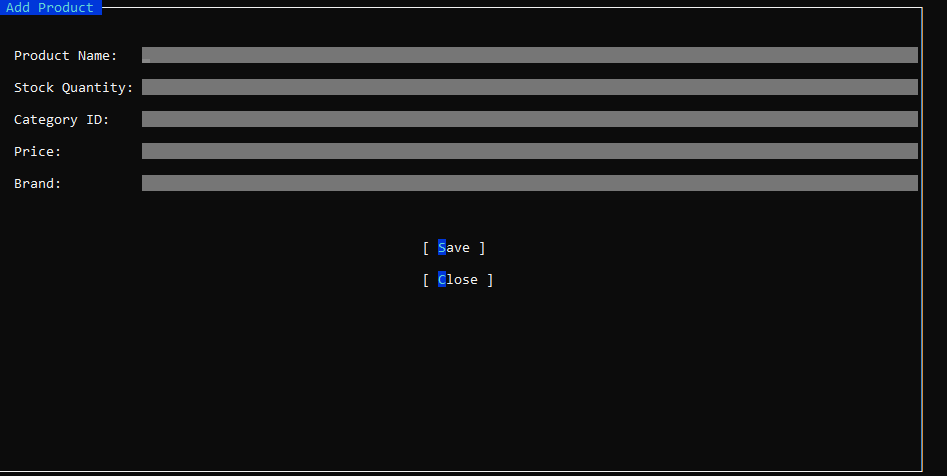 Add Product
Product Name:
Stock Quantity:
Category ID:
Price:
Brand:
[ Save ]
[ Close ]